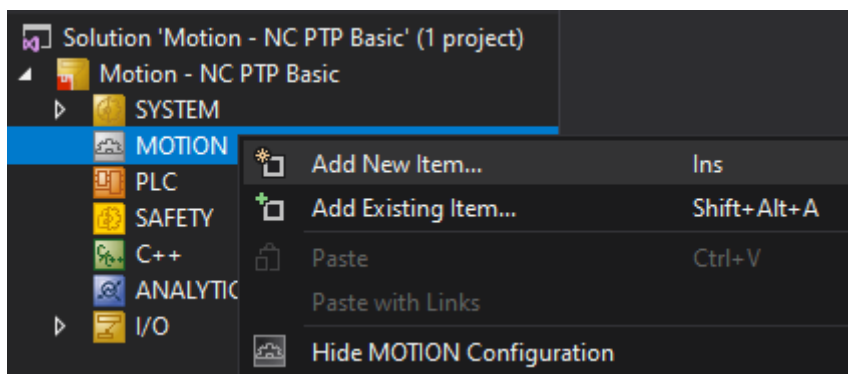 Solution 'Motion - NC PTP Basic' (1 project)
Motion - NC PTP Basic
SYSTEM
MOTION
PLC
SAFETY
C++
ANALYTIC
I/O
Add New Item... Ins
Add Existing Item... Shift+Alt+A
Paste Ctrl+V
Paste with Links
Hide MOTION Configuration